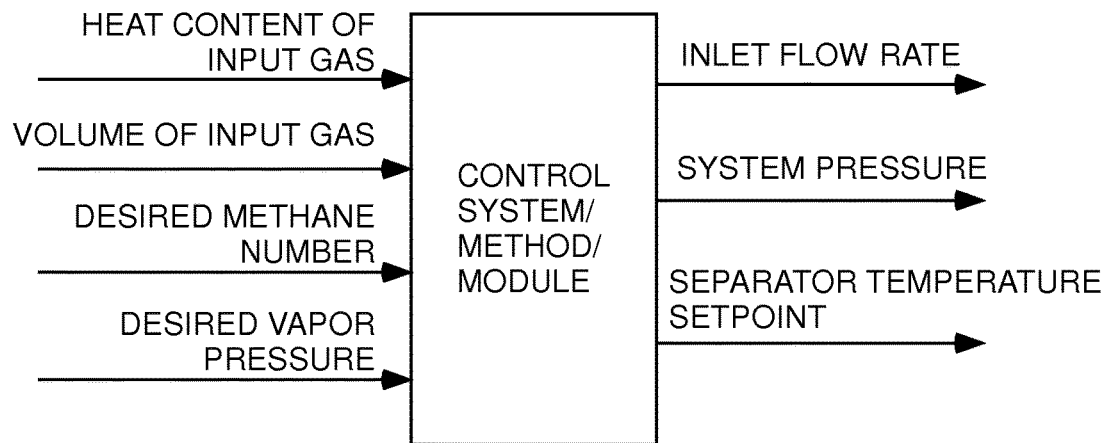 HEAT CONTENT OF
INPUT GAS
VOLUME OF INPUT GAS
DESIRED METHANE
NUMBER
DESIRED VAPOR
PRESSURE
CONTROL
SYSTEM/
METHOD/
MODULE
INLET FLOW RATE
SYSTEM PRESSURE
SEPARATOR TEMPERATURE
SETPOINT